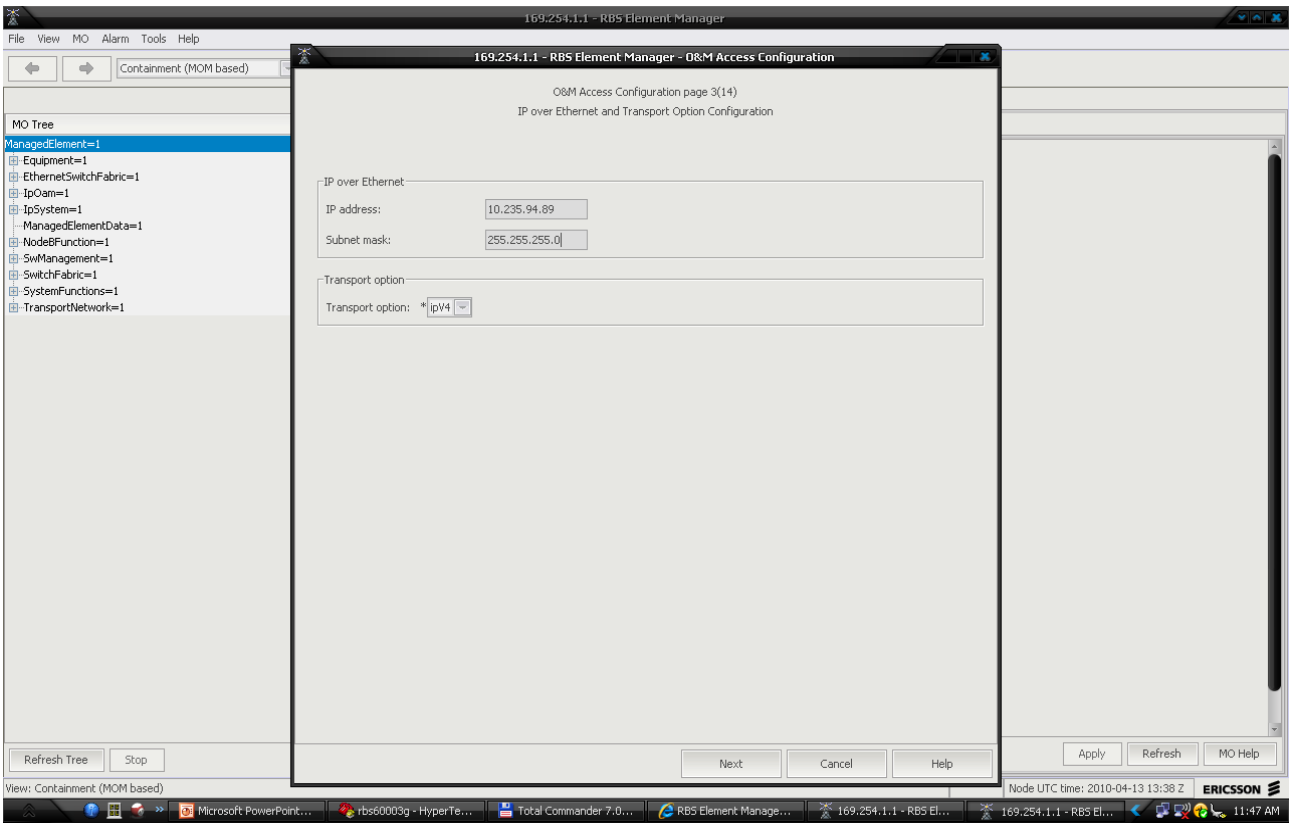 169.254.1.1 - RBS Element Manager
File View MO Alarm Tools Help
Containment (MOM based)
MO Tree
ManagedElement=1
Equipment=1
EthernetSwitchFabric=1
IpOam=1
IpSystem=1
ManagedElementData=1
NodeBFunction=1
SwManagement=1
SwitchFabric=1
SystemFunctions=1
TransportNetwork=1
169.254.1.1 - RBS Element Manager - O&M Access Configuration
O&M Access Configuration page 3(14)
IP over Ethernet and Transport Option Configuration
IP over Ethernet
IP address: 10.235.94.89
Subnet mask: 255.255.255.0
Transport option
Transport option: * ipV4
Next Cancel Help
Refresh Tree Stop
Apply Refresh MO Help
View: Containment (MOM based)
Node UTC time: 2010-04-13 13:38 Z ERICSSON
Microsoft PowerPoint... rbs60003g - HyperTe... Total Commander 7.0... RBS Element Manage... 169.254.1.1 - RBS El... 169.254.1.1 - RBS El... 11:47 AM